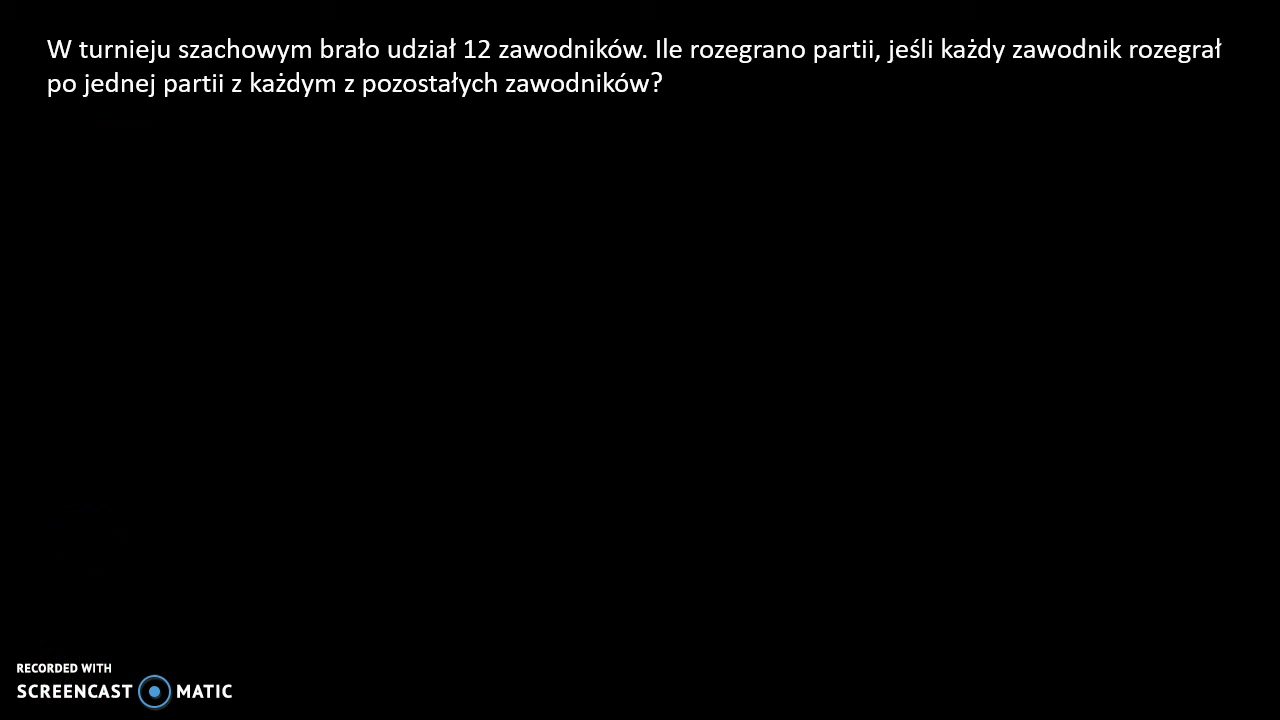 W turnieju szachowym brało udział 12 zawodników. Ile rozegrano partii, jeśli każdy zawodnik rozegrał
po jednej partii z każdym z pozostałych zawodników?
RECORDED WITH
SCREENCAST MATIC